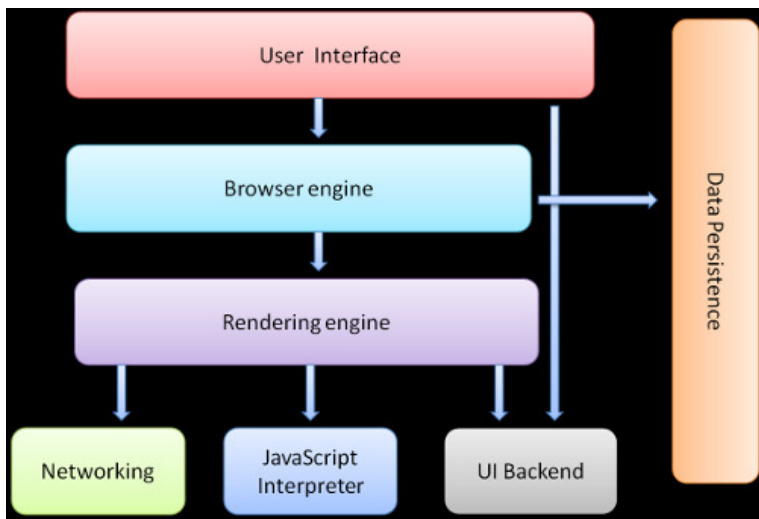 User Interface
Browser engine
Rendering engine
Networking
JavaScript
Interpreter
UI Backend
Data Persistence